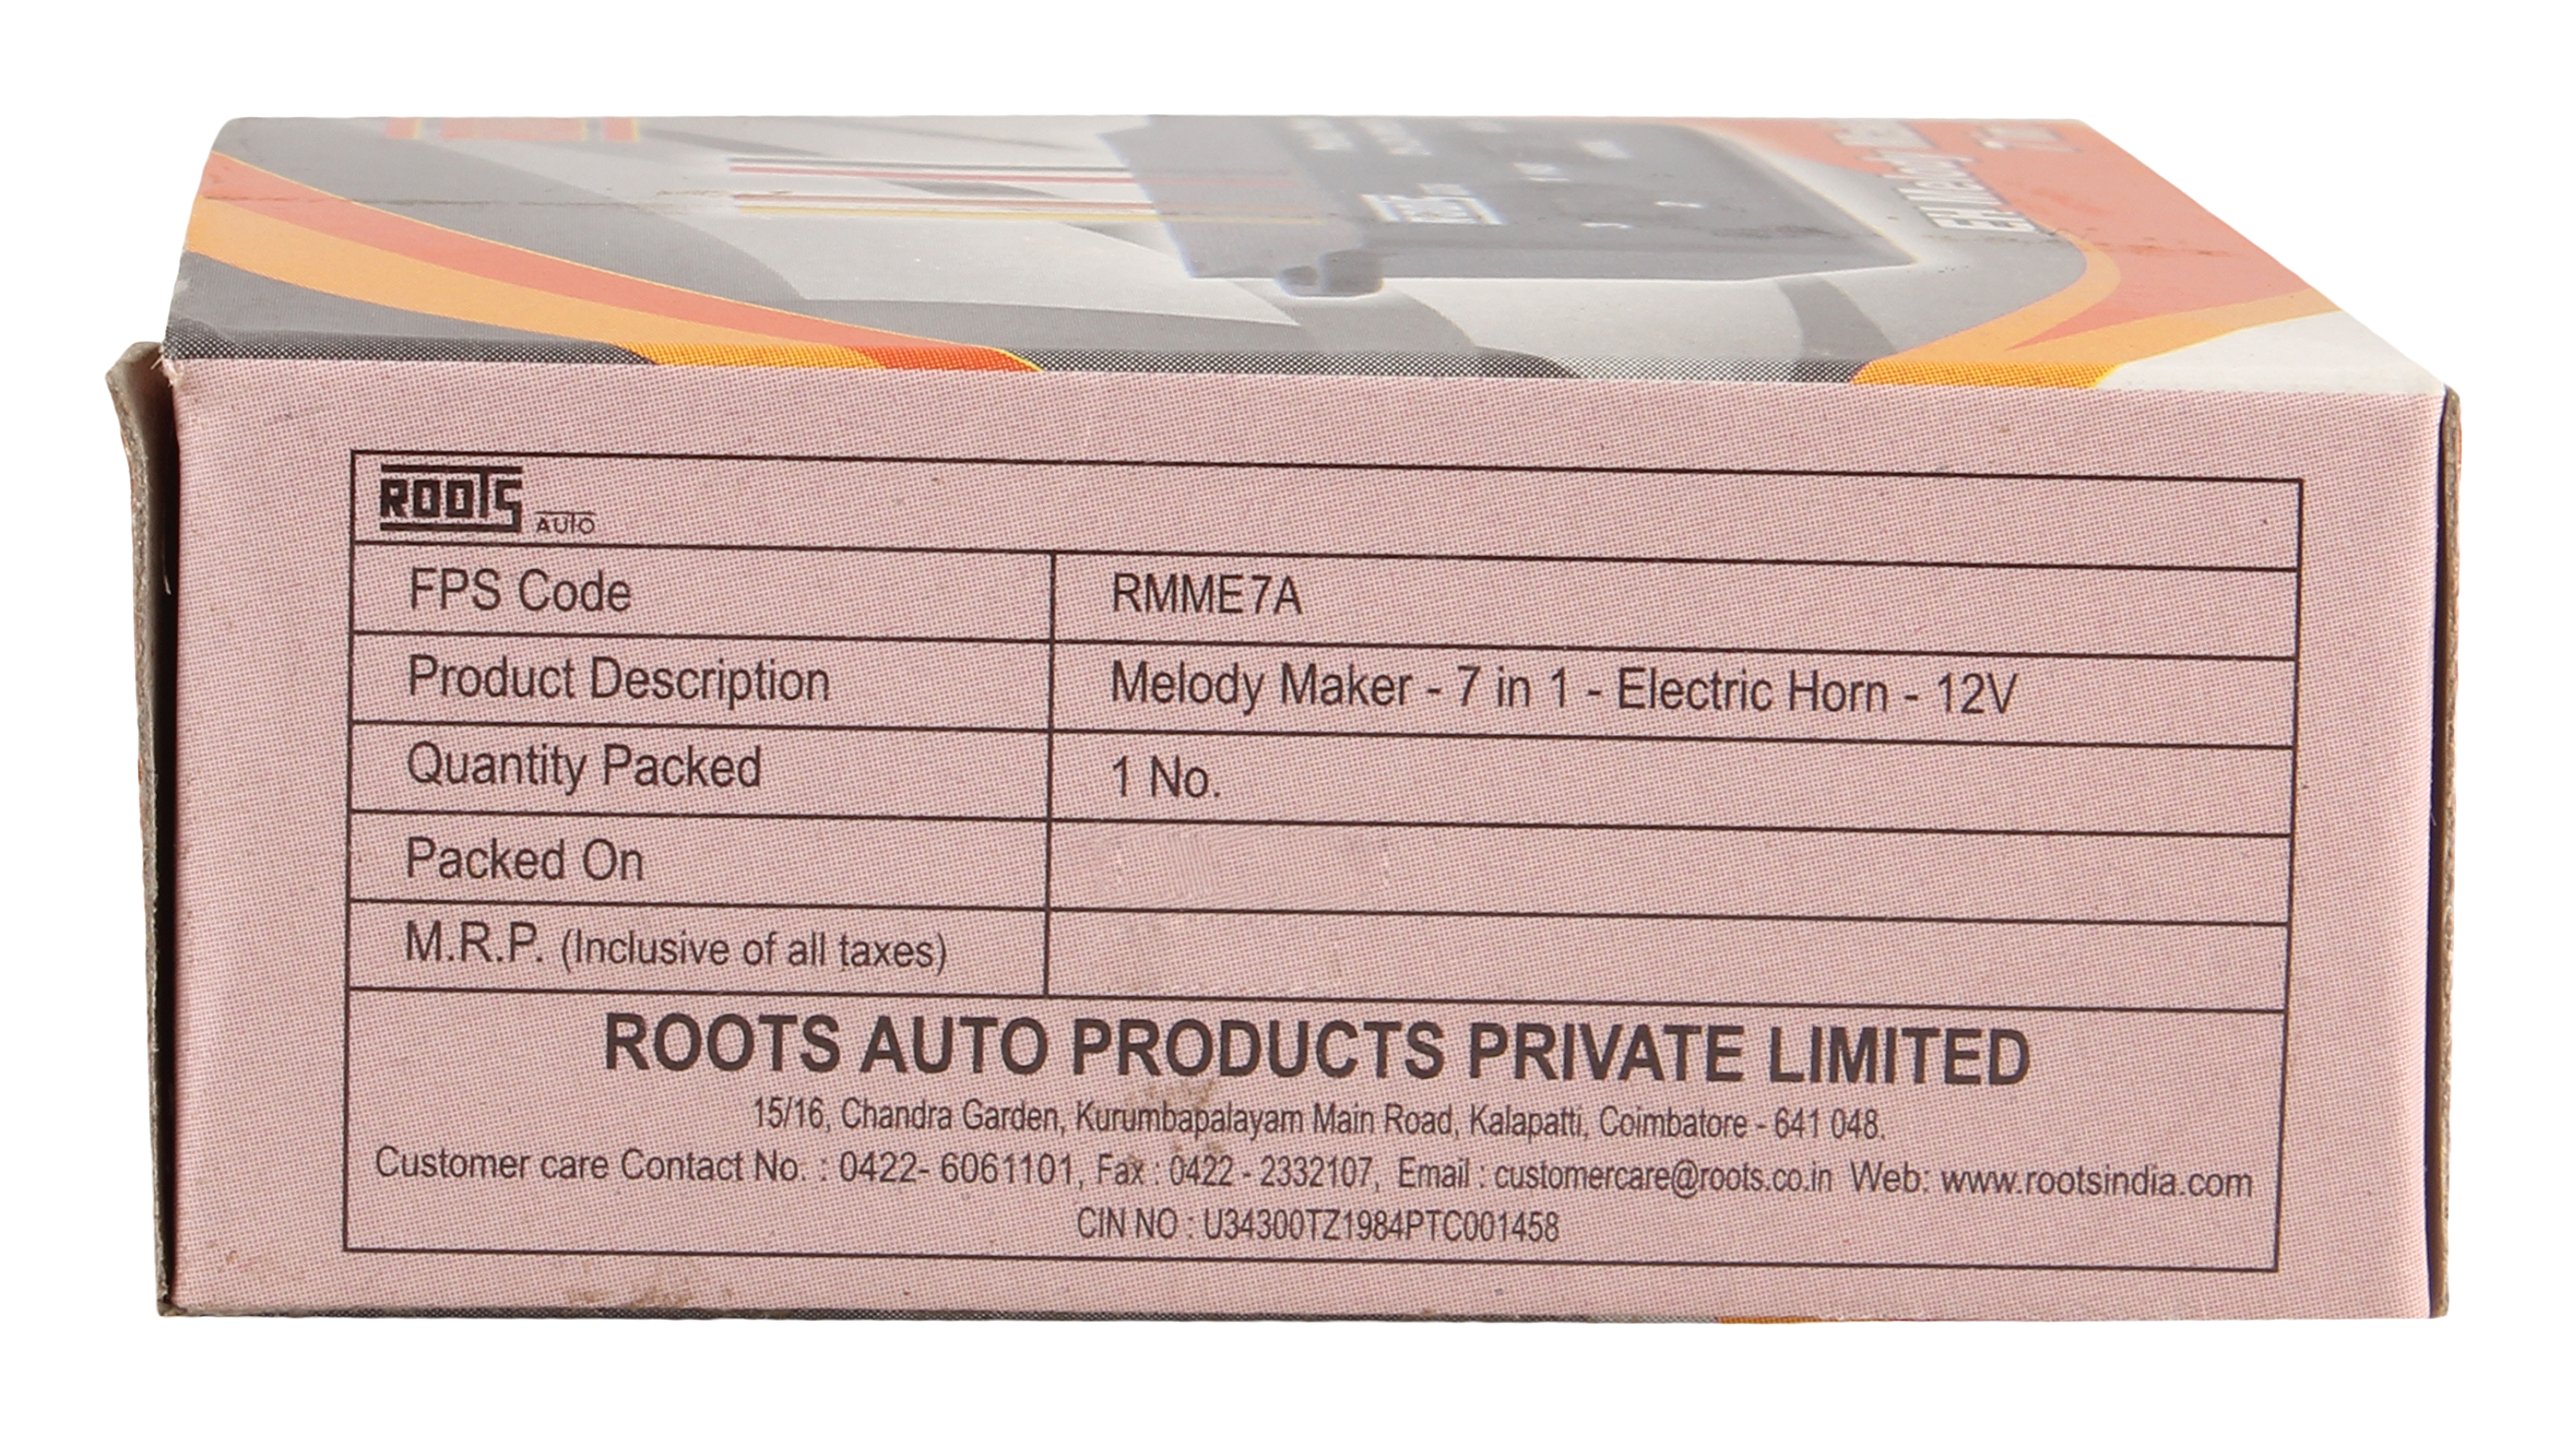 EH Melody
ROOTS AUTO
FPS Code RMME7A
Product Description Melody Maker - 7 in 1 - Electric Horn - 12V
Quantity Packed 1 No.
Packed On
M.R.P. (Inclusive of all taxes)
ROOTS AUTO PRODUCTS PRIVATE LIMITED
15/16, Chandra Garden, Kurumbapalayam Main Road, Kalapatti, Coimbatore - 641 048.
Customer care Contact No. : 0422- 6061101, Fax : 0422 - 2332107, Email : customercare@roots.co.in Web: www.rootsindia.com
CIN NO : U34300TZ1984PTC001458